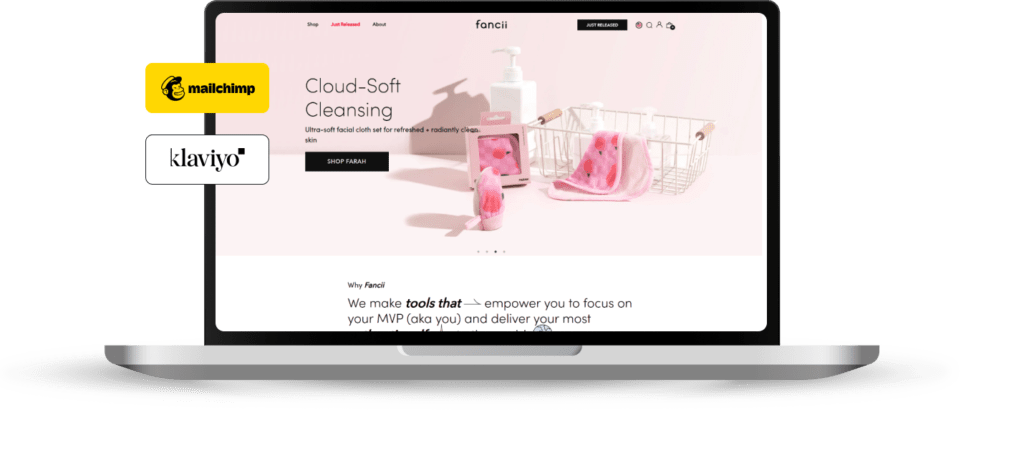 Shop Just Released About
fancii
JUST RELEASED
mailchimp
klaviyo
Cloud-Soft
Cleansing
Ultra-soft facial cloth set for refreshed + radiantly clean
skin
SHOP FARAH
Why Fancii
We make tools that empower you to focus on
your MVP (aka you) and deliver your most